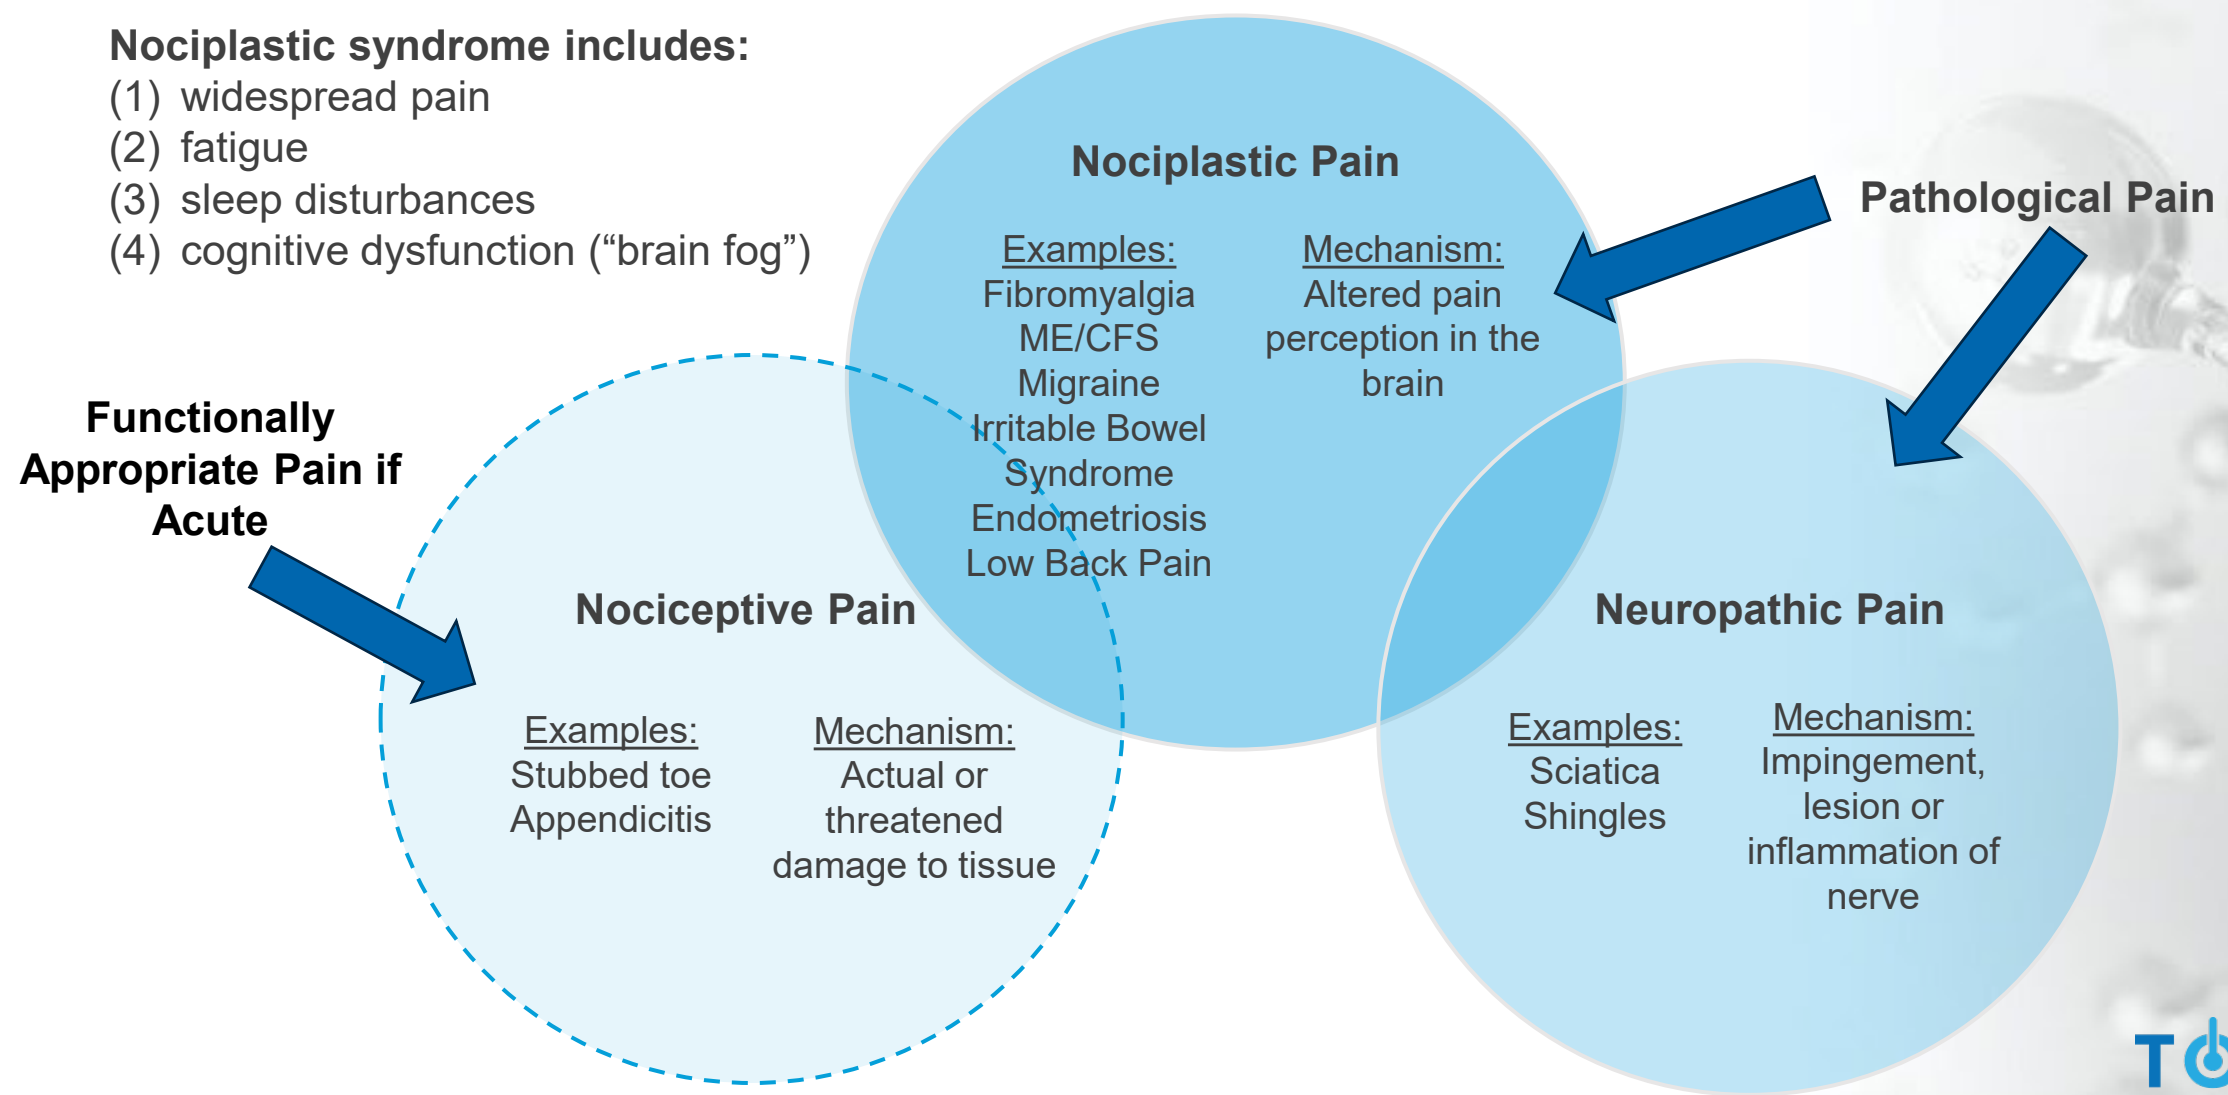 Nociplastic syndrome includes:
(1) widespread pain
(2) fatigue
(3) sleep disturbances
(4) cognitive dysfunction (“brain fog”)
Nociplastic Pain
Examples:
Fibromyalgia
ME/CFS
Migraine
Irritable Bowel
Syndrome
Endometriosis
Low Back Pain
Mechanism:
Altered pain
perception in the
brain
Pathological Pain
Functionally
Appropriate Pain if
Acute
Nociceptive Pain
Examples:
Stubbed toe
Appendicitis
Mechanism:
Actual or
threatened
damage to tissue
Neuropathic Pain
Examples:
Sciatica
Shingles
Mechanism:
Impingement,
lesion or
inflammation of
nerve